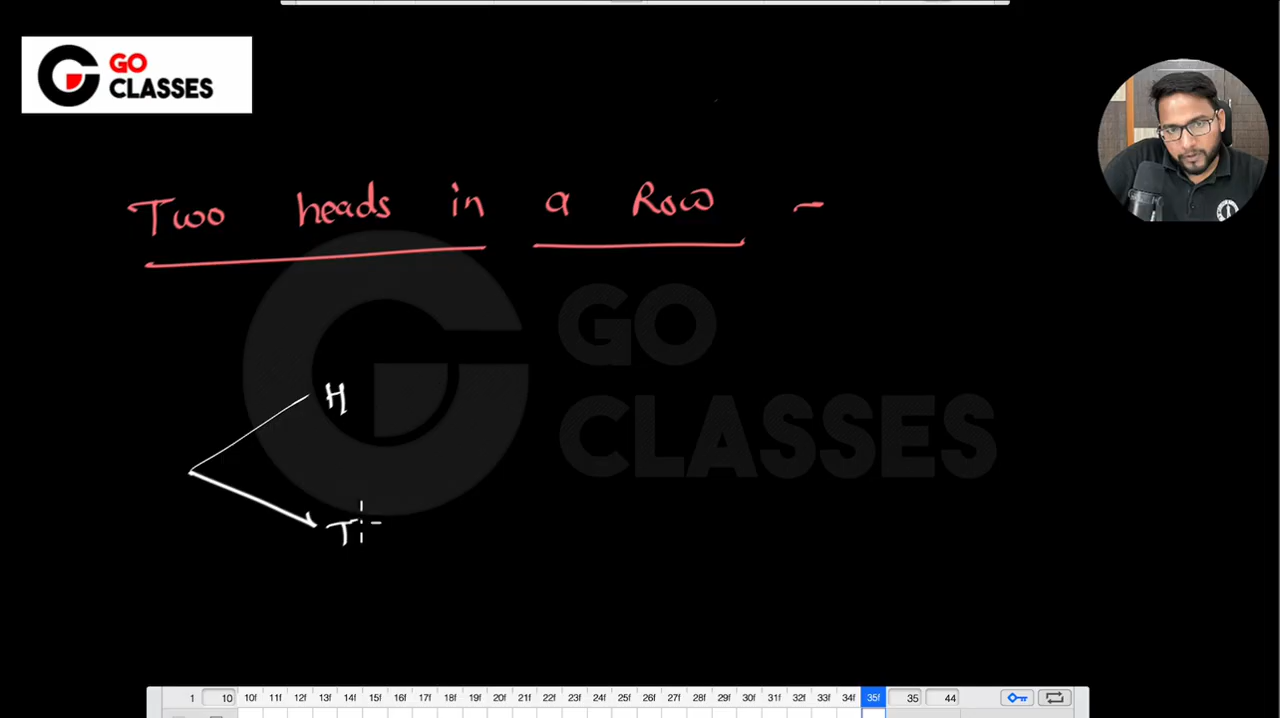 GO
CLASSES
Two heads in a Row -
GO
CLASSES
H
T
1 10 10f 11f 12f 13f 14f 15f 16f 17f 18f 19f 20f 21f 22f 23f 24f 25f 26f 27f 28f 29f 30f 31f 32f 33f 34f 35f 35 44